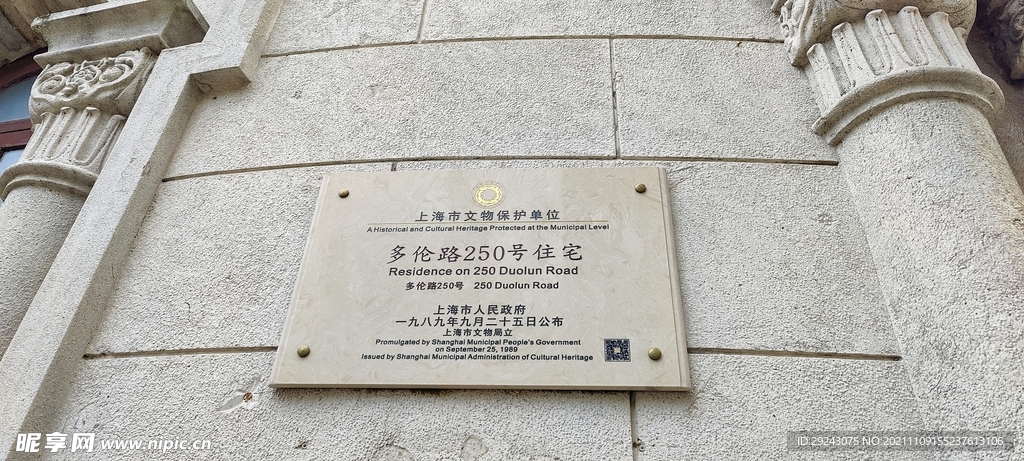 上海市文物保护单位
A Historical and Cultural Heritage Protected at the Municipal Level
多伦路250号住宅
Residence on 250 Duolun Road
多伦路250号 250 Duolun Road
上海市人民政府
一九八九年九月二十五日公布
上海市文物局立
Promulgated by Shanghai Municipal People's Government
on September 25, 1989
Issued by Shanghai Municipal Administration of Cultural Heritage
昵享网 www.nipic.cn
ID:29243075 NO:20211109155237613106